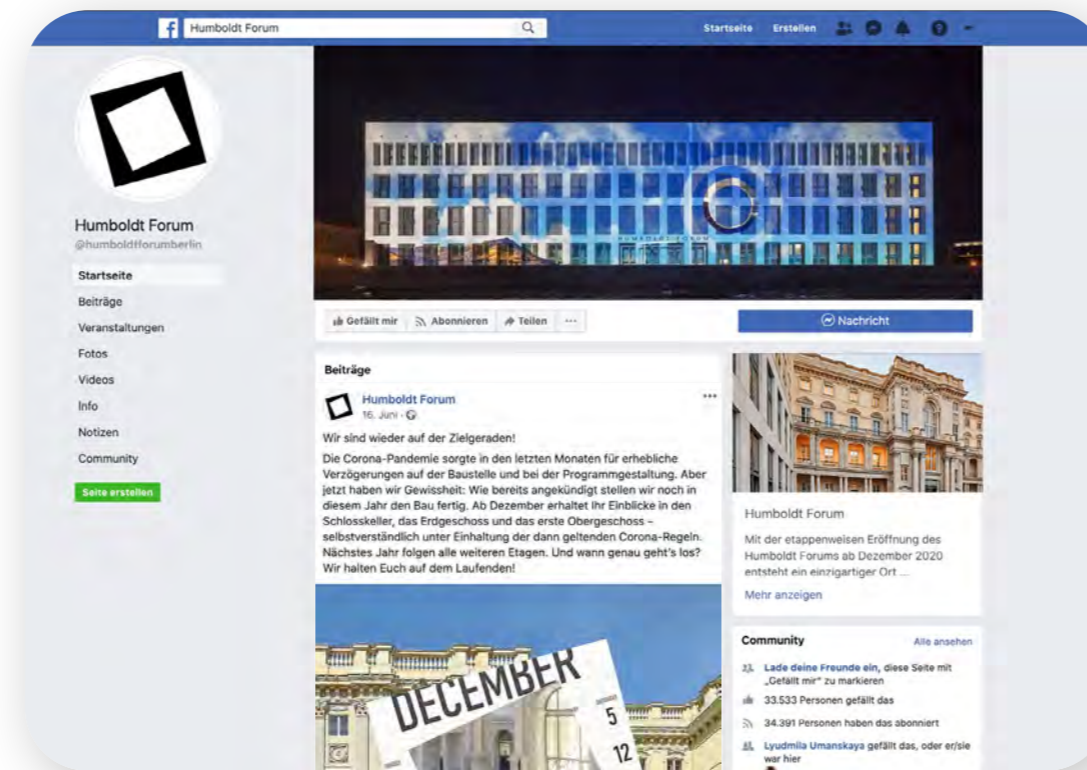 Humboldt Forum
Startseite Erstellen
Humboldt Forum
@humboldtforumberlin
Startseite
Beiträge
Veranstaltungen
Fotos
Videos
Info
Notizen
Community
Seite erstellen
HUMBOLDT FORUM
Gefällt mir Abonnieren Teilen ...
Nachricht
Beiträge
Humboldt Forum
16. Juni ·
Wir sind wieder auf der Zielgeraden!
Die Corona-Pandemie sorgte in den letzten Monaten für erhebliche
Verzögerungen auf der Baustelle und bei der Programmgestaltung. Aber
jetzt haben wir Gewissheit: Wie bereits angekündigt stellen wir noch in
diesem Jahr den Bau fertig. Ab Dezember erhaltet Ihr Einblicke in den
Schlosskeller, das Erdgeschoss und das erste Obergeschoss –
selbstverständlich unter Einhaltung der dann geltenden Corona-Regeln.
Nächstes Jahr folgen alle weiteren Etagen. Und wann genau geht's los?
Wir halten Euch auf dem Laufenden!
DECEMBER
5
12
Humboldt Forum
Mit der etappenweisen Eröffnung des
Humboldt Forums ab Dezember 2020
entsteht ein einzigartiger Ort ...
Mehr anzeigen
Community Alle ansehen
Lade deine Freunde ein, diese Seite mit
„Gefällt mir" zu markieren
33.533 Personen gefällt das
34.391 Personen haben das abonniert
Lyudmila Umanskaya gefällt das, oder er/sie
war hier